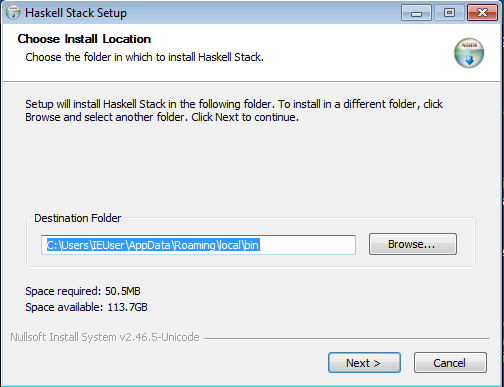 Haskell Stack Setup
Choose Install Location
Choose the folder in which to install Haskell Stack.
Setup will install Haskell Stack in the following folder. To install in a different folder, click
Browse and select another folder. Click Next to continue.
Destination Folder
C:\Users\IEUser\AppData\Roaming\local\bin
Browse...
Space required: 50.5MB
Space available: 113.7GB
Nullsoft Install System v2.46.5-Unicode
Next >
Cancel